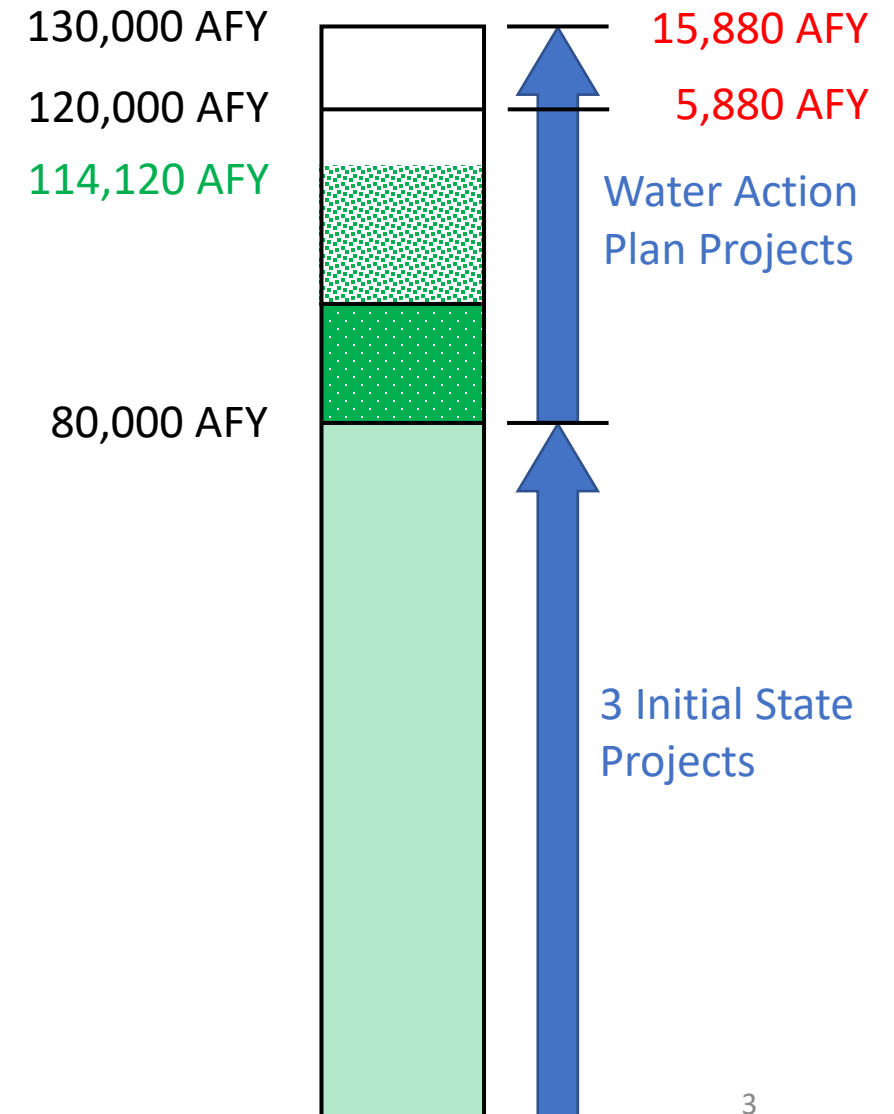 130,000 AFY
15,880 AFY
120,000 AFY
5,880 AFY
114,120 AFY
Water Action
Plan Projects
80,000 AFY
3 Initial State
Projects
3